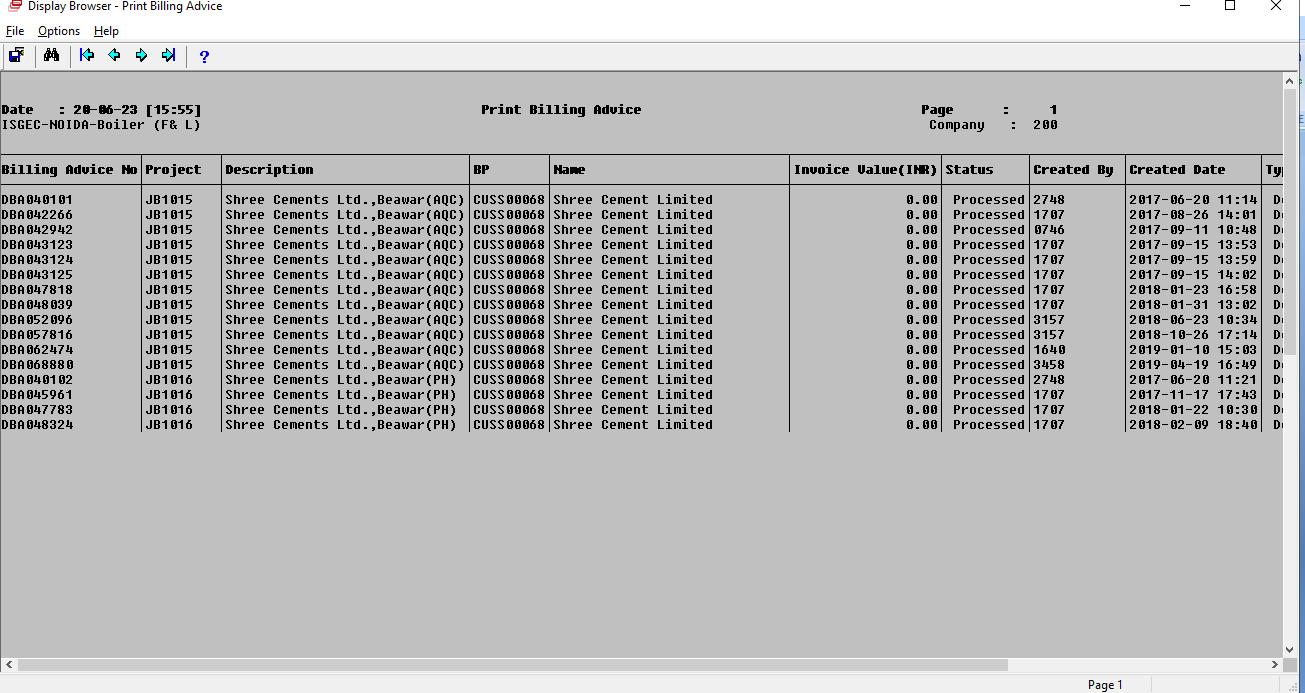 Display Browser - Print Billing Advice
File Options Help
?
Date : 20-06-23 [15:55] Print Billing Advice Page : 1
ISGEC-NOIDA-Boiler (F& L) Company : 200
Billing Advice No Project Description BP Name Invoice Value(INR) Status Created By Created Date Ty
DBA040101 JB1015 Shree Cements Ltd.,Beawar(AQC) CUSS00068 Shree Cement Limited 0.00 Processed 2748 2017-06-20 11:14 D
DBA042266 JB1015 Shree Cements Ltd.,Beawar(AQC) CUSS00068 Shree Cement Limited 0.00 Processed 1707 2017-08-26 14:01 D
DBA042942 JB1015 Shree Cements Ltd.,Beawar(AQC) CUSS00068 Shree Cement Limited 0.00 Processed 0746 2017-09-11 10:48 D
DBA043123 JB1015 Shree Cements Ltd.,Beawar(AQC) CUSS00068 Shree Cement Limited 0.00 Processed 1707 2017-09-15 13:53 D
DBA043124 JB1015 Shree Cements Ltd.,Beawar(AQC) CUSS00068 Shree Cement Limited 0.00 Processed 1707 2017-09-15 13:59 D
DBA043125 JB1015 Shree Cements Ltd.,Beawar(AQC) CUSS00068 Shree Cement Limited 0.00 Processed 1707 2017-09-15 14:02 D
DBA047818 JB1015 Shree Cements Ltd.,Beawar(AQC) CUSS00068 Shree Cement Limited 0.00 Processed 1707 2018-01-23 16:58 D
DBA048039 JB1015 Shree Cements Ltd.,Beawar(AQC) CUSS00068 Shree Cement Limited 0.00 Processed 1707 2018-01-31 13:02 D
DBA052096 JB1015 Shree Cements Ltd.,Beawar(AQC) CUSS00068 Shree Cement Limited 0.00 Processed 3157 2018-06-23 10:34 D
DBA057816 JB1015 Shree Cements Ltd.,Beawar(AQC) CUSS00068 Shree Cement Limited 0.00 Processed 3157 2018-10-26 17:14 D
DBA062474 JB1015 Shree Cements Ltd.,Beawar(AQC) CUSS00068 Shree Cement Limited 0.00 Processed 1640 2019-01-10 15:03 D
DBA068880 JB1015 Shree Cements Ltd.,Beawar(AQC) CUSS00068 Shree Cement Limited 0.00 Processed 3458 2019-04-19 16:49 D
DBA040102 JB1016 Shree Cements Ltd.,Beawar(PH) CUSS00068 Shree Cement Limited 0.00 Processed 2748 2017-06-20 11:21 D
DBA045961 JB1016 Shree Cements Ltd.,Beawar(PH) CUSS00068 Shree Cement Limited 0.00 Processed 1707 2017-11-17 17:43 D
DBA047783 JB1016 Shree Cements Ltd.,Beawar(PH) CUSS00068 Shree Cement Limited 0.00 Processed 1707 2018-01-22 10:30 D
DBA048324 JB1016 Shree Cements Ltd.,Beawar(PH) CUSS00068 Shree Cement Limited 0.00 Processed 1707 2018-02-09 18:40 D
Page 1